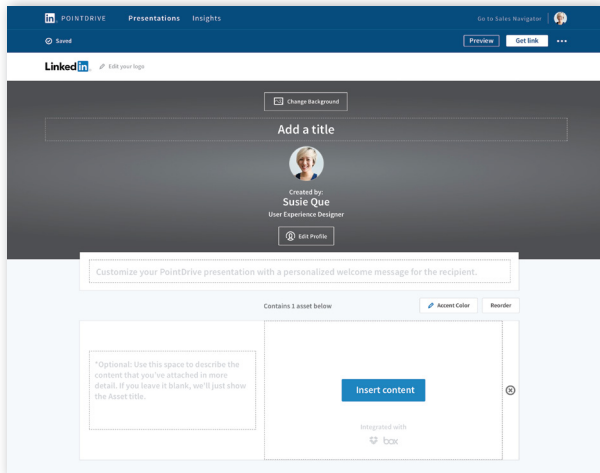 in POINTDRIVE Presentations Insights Go to Sales Navigator
Saved Preview Get link
Linked in Edit your logo
Change Background
Add a title
Created by:
Susie Que
User Experience Designer
Edit Profile
Customize your PointDrive presentation with a personalized welcome message for the recipient.
Contains 1 asset below Accent Color Reorder
*Optional: Use this space to describe the
content that you've attached in more
detail. If you leave it blank, we'll just show
the Asset title.
Insert content
Integrated with
box